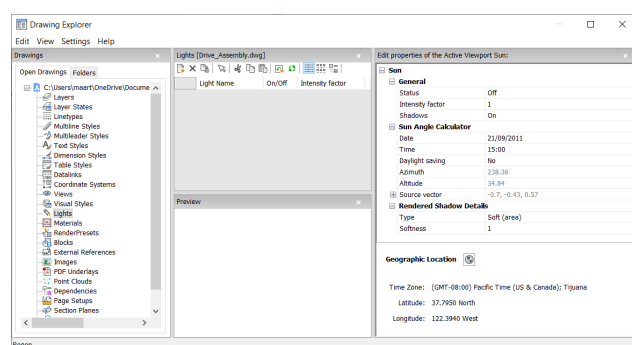 Drawing Explorer
Edit View Settings Help
Drawings
Open Drawings Folders
C:\Users\maart\OneDrive\Docume
Layers
Layer States
Linetypes
Multiline Styles
Multileader Styles
Text Styles
Dimension Styles
Table Styles
Datalinks
Coordinate Systems
Views
Visual Styles
Lights
Materials
RenderPresets
Blocks
External References
Images
PDF Underlays
Point Clouds
Dependencies
Page Setups
Section Planes
Lights [Drive_Assembly.dwg]
Light Name On/Off Intensity factor
Preview
Edit properties of the Active Viewport Sun:
Sun
General
Status Off
Intensity factor 1
Shadows On
Sun Angle Calculator
Date 21/09/2011
Time 15:00
Daylight saving No
Azimuth 238.36
Altitude 34.84
Source vector -0.7, -0.43, 0.57
Rendered Shadow Details
Type Soft (area)
Softness 1
Geographic Location
Time Zone: (GMT-08:00) Pacific Time (US & Canada); Tijuana
Latitude: 37.7950 North
Longitude: 122.3940 West